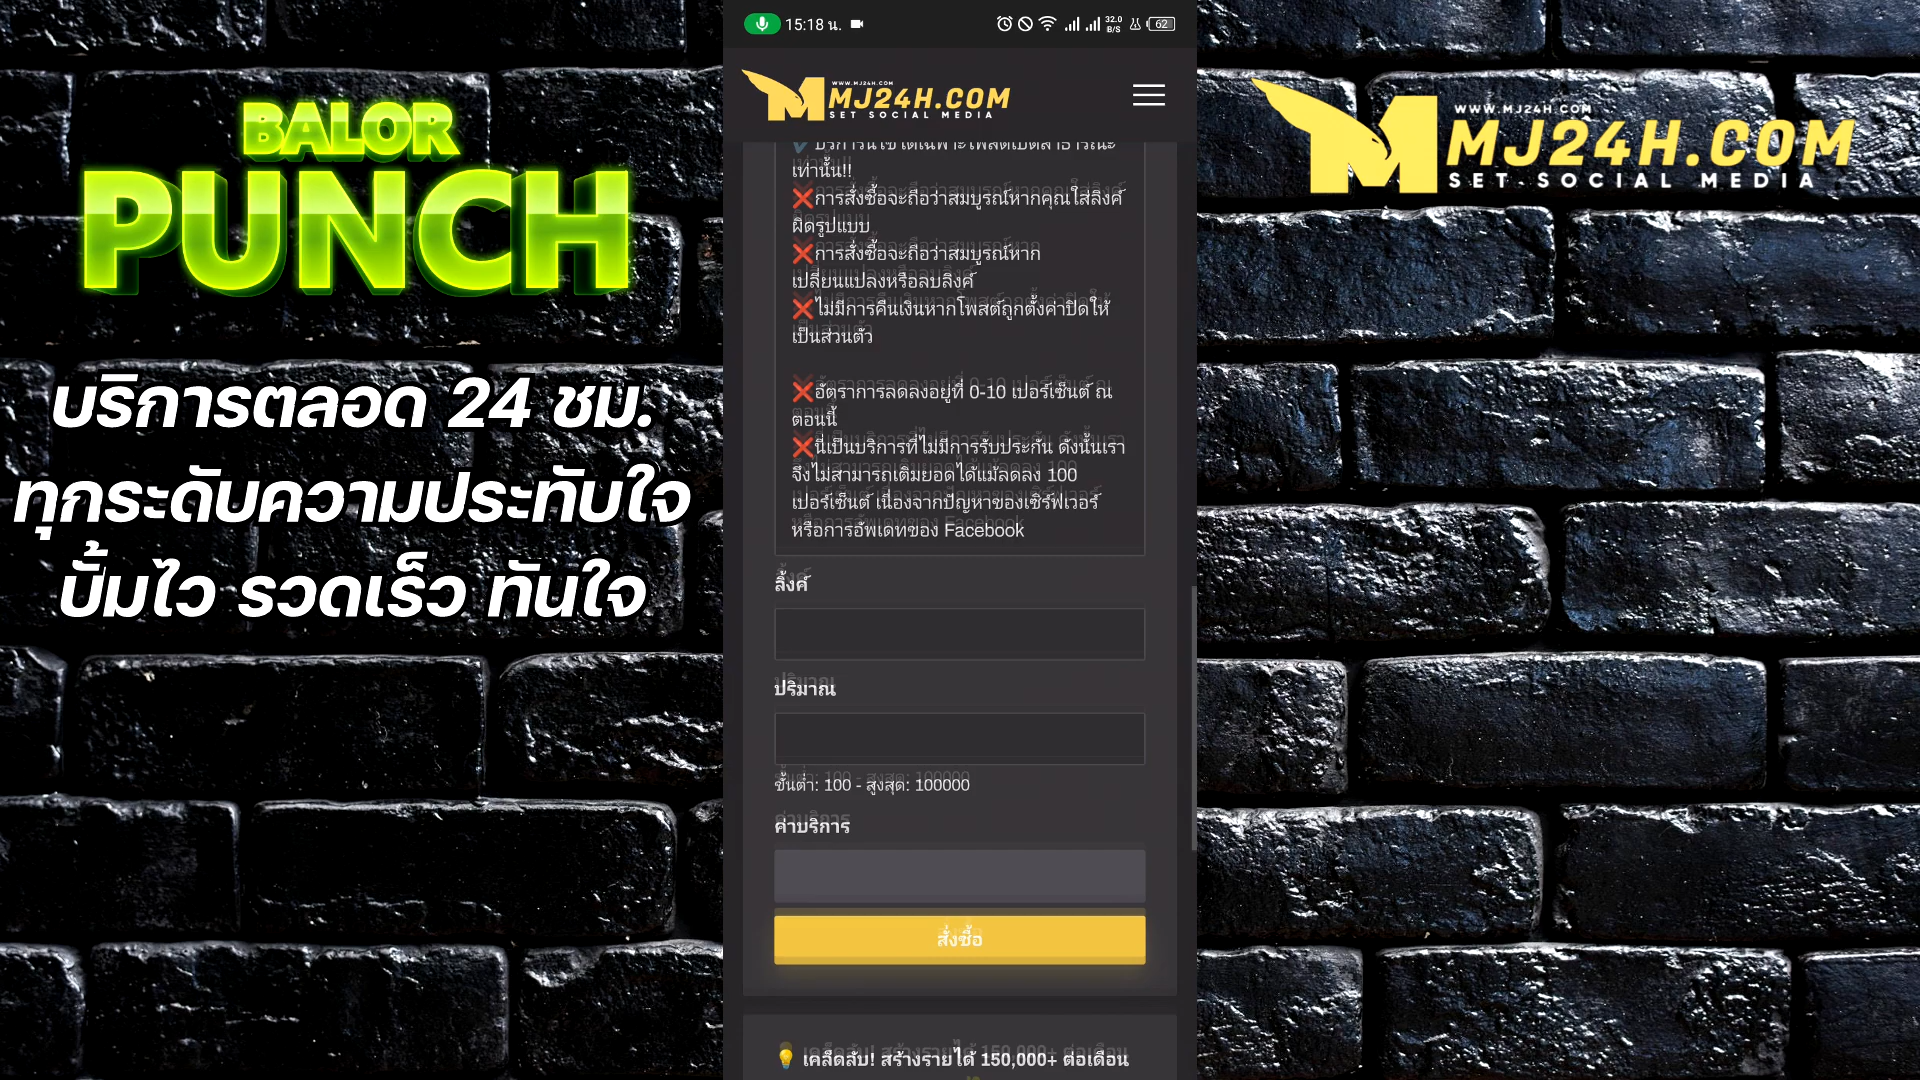 BALOR
PUNCH
บริการตลอด 24 ชม.
ทุกระดับความประทับใจ
ปั้มไว รวดเร็ว ทันใจ
15:18 น.
32.0
B/S
62
WWW.MJ24H.COM
MJ24H.COM
SET SOCIAL MEDIA
เท่านั้น!!
❌การสั่งซื้อจะถือว่าสมบูรณ์หากคุณใส่ลิงค์
ผิดรูปแบบ
❌การสั่งซื้อจะถือว่าสมบูรณ์หาก
เปลี่ยนแปลงหรือลบลิงค์
❌ไม่มีการคืนเงินหากโพสต์ถูกตั้งค่าปิดให้
เป็นส่วนตัว
❌อัตราการลดลงอยู่ที่ 0-10 เปอร์เซ็นต์ ณ
ตอนนี้
❌นี่เป็นบริการที่ไม่มีการรับประกัน ดังนั้นเรา
จึงไม่สามารถเติมยอดได้แม้ลดลง 100
เปอร์เซ็นต์ เนื่องจากปัญหาของเซิร์ฟเวอร์
หรือการอัพเดทของ Facebook
ลิ้งค์
ปริมาณ
ขั้นต่ำ: 100 - สูงสุด: 100000
ค่าบริการ
สั่งซื้อ
💡 เคล็ดลับ! สร้างรายได้ 150,000+ ต่อเดือน
WWW.MJ24H.COM
MJ24H.COM
SET SOCIAL MEDIA